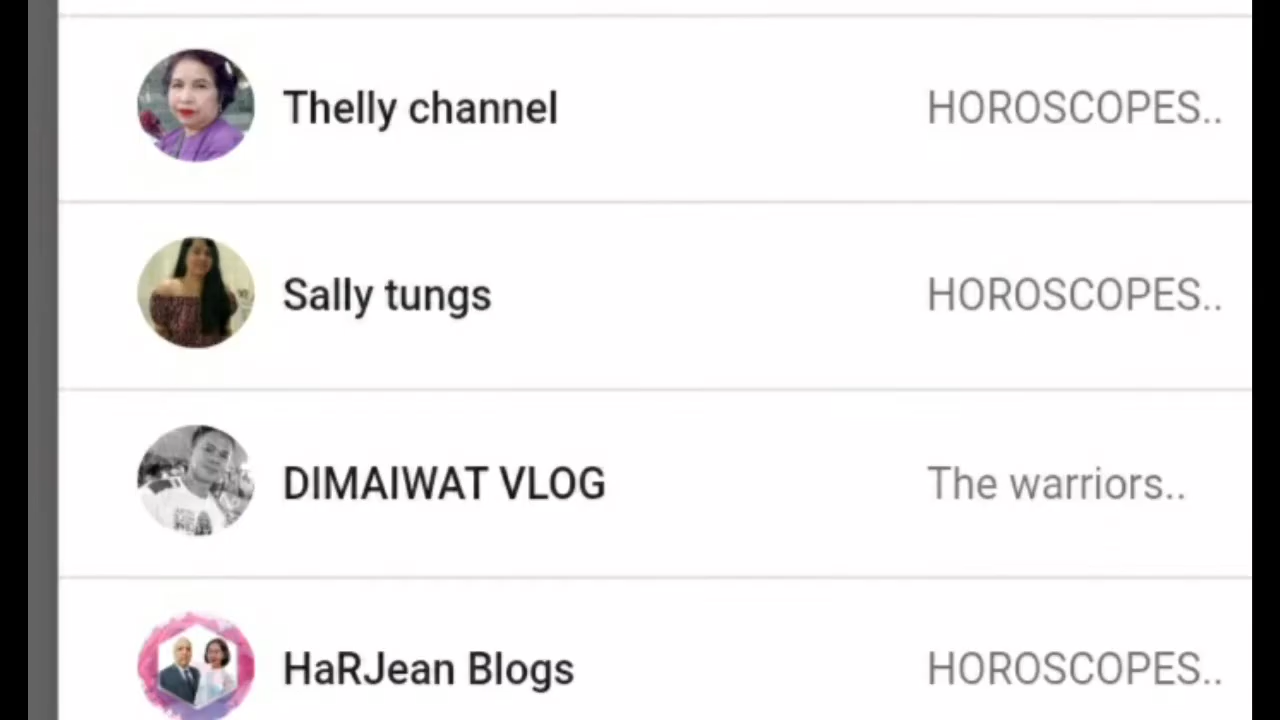 Thelly channel HOROSCOPES..
Sally tungs HOROSCOPES..
DIMAIWAT VLOG The warriors..
HaRJean Blogs HOROSCOPES..